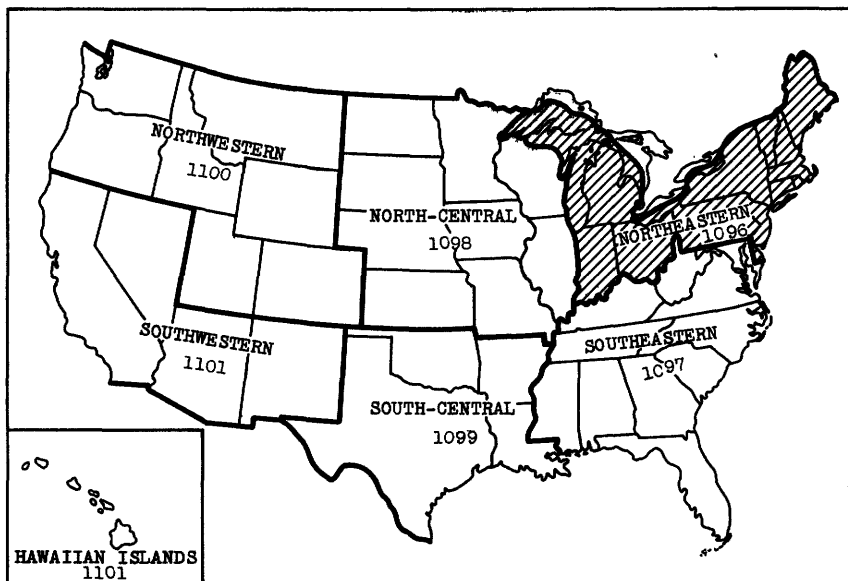 NORTHWESTERN
1100
NORTH-CENTRAL
1098
NORTHEASTERN
1096
SOUTHWESTERN
1101
SOUTHEASTERN
1097
SOUTH-CENTRAL
1099
HAWAIIAN ISLANDS
1101